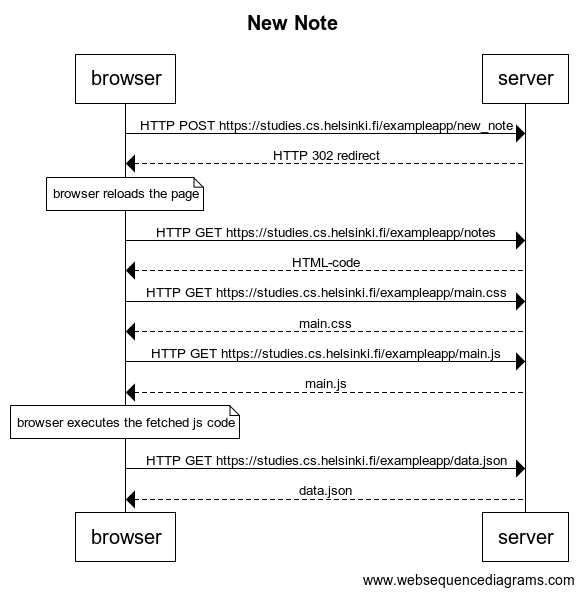 New Note
browser server
HTTP POST https://studies.cs.helsinki.fi/exampleapp/new_note
HTTP 302 redirect
browser reloads the page
HTTP GET https://studies.cs.helsinki.fi/exampleapp/notes
HTML-code
HTTP GET https://studies.cs.helsinki.fi/exampleapp/main.css
main.css
HTTP GET https://studies.cs.helsinki.fi/exampleapp/main.js
main.js
browser executes the fetched js code
HTTP GET https://studies.cs.helsinki.fi/exampleapp/data.json
data.json
browser server
www.websequencediagrams.com